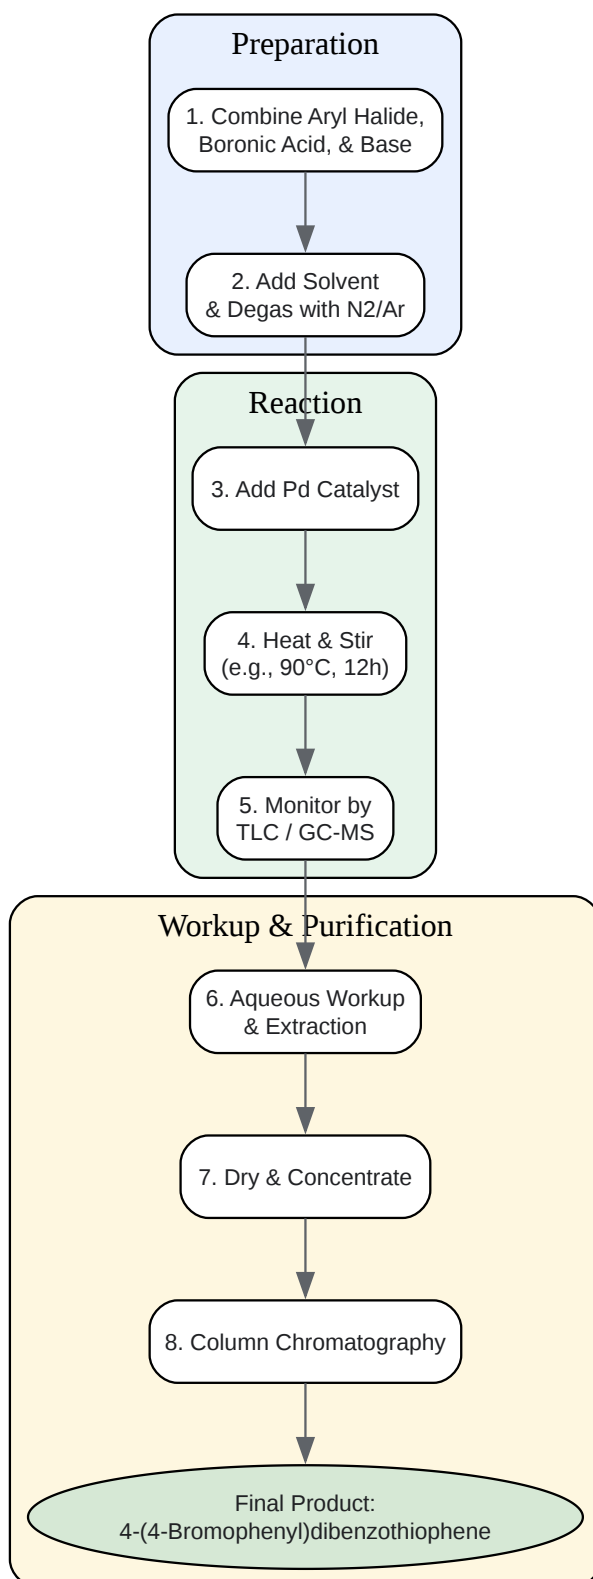 Preparation
1. Combine Aryl Halide,
Boronic Acid, & Base
2. Add Solvent
& Degas with N2/Ar
Reaction
3. Add Pd Catalyst
4. Heat & Stir
(e.g., 90°C, 12h)
5. Monitor by
TLC / GC-MS
Workup & Purification
6. Aqueous Workup
& Extraction
7. Dry & Concentrate
8. Column Chromatography
Final Product:
4-(4-Bromophenyl)dibenzothiophene